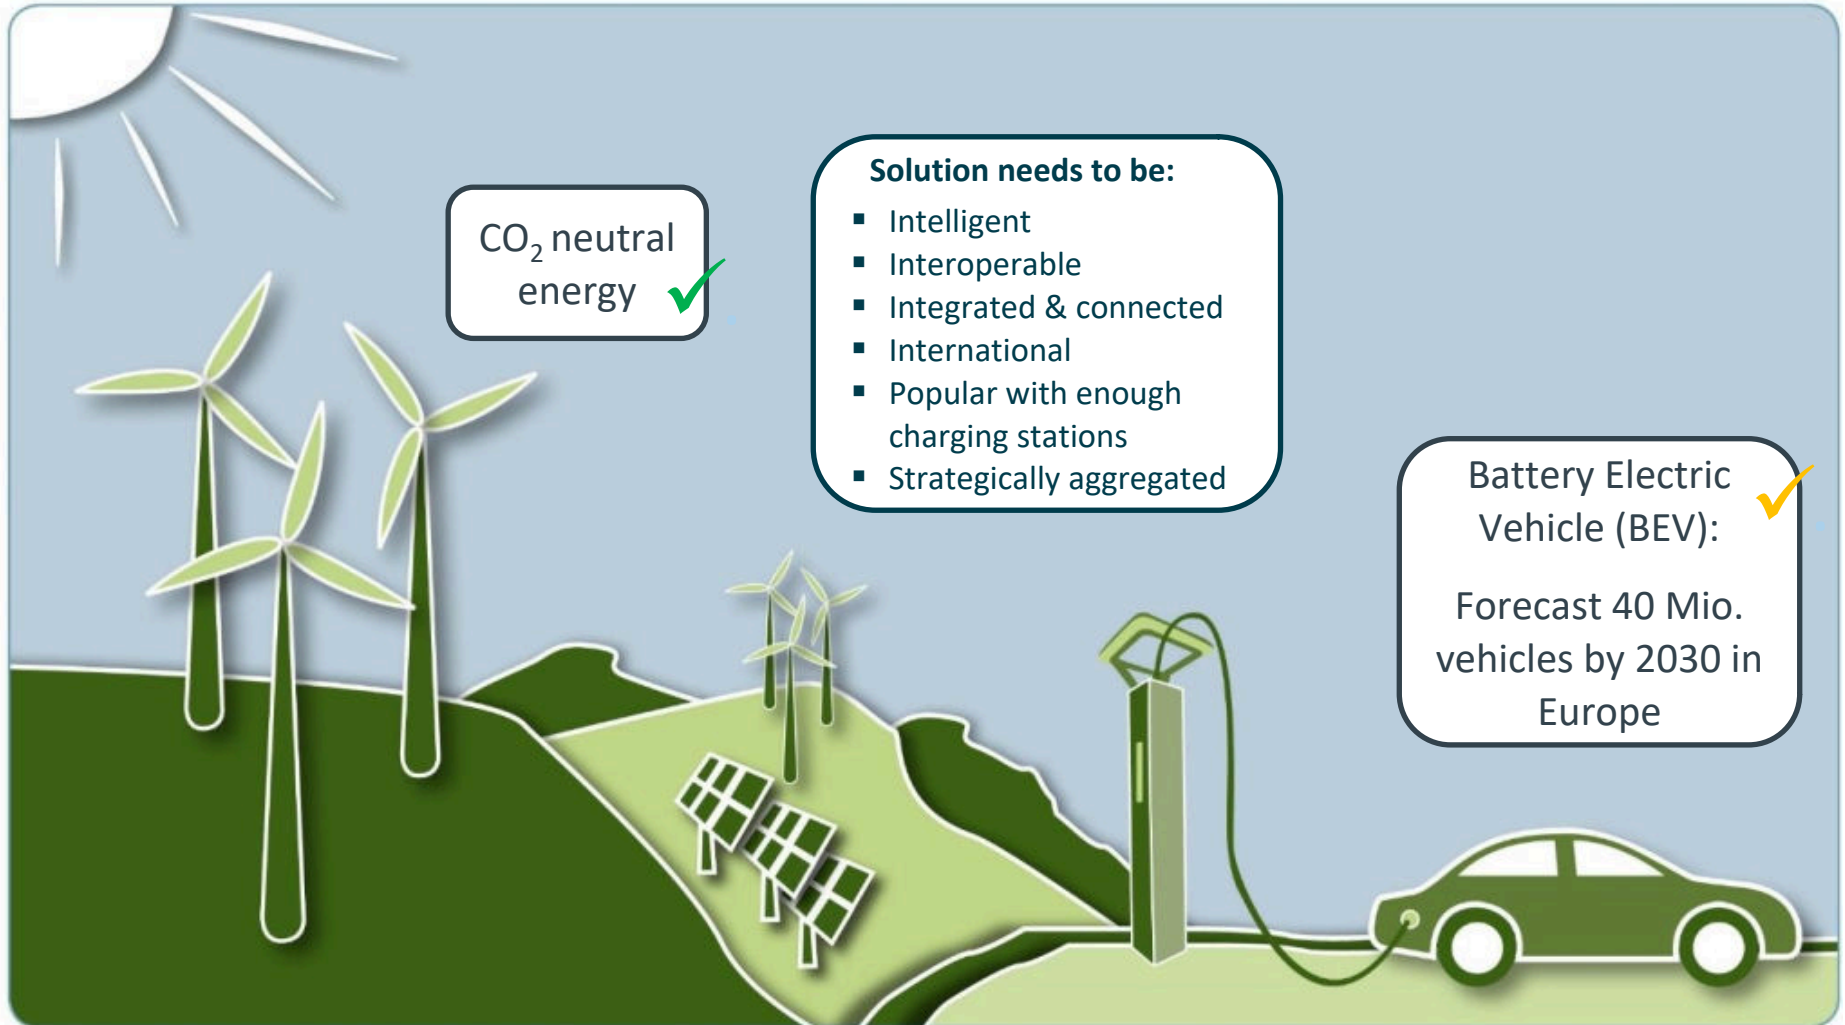 CO₂ neutral
energy
Solution needs to be:
▪ Intelligent
▪ Interoperable
▪ Integrated & connected
▪ International
▪ Popular with enough
charging stations
▪ Strategically aggregated
Battery Electric
Vehicle (BEV):
Forecast 40 Mio.
vehicles by 2030 in
Europe